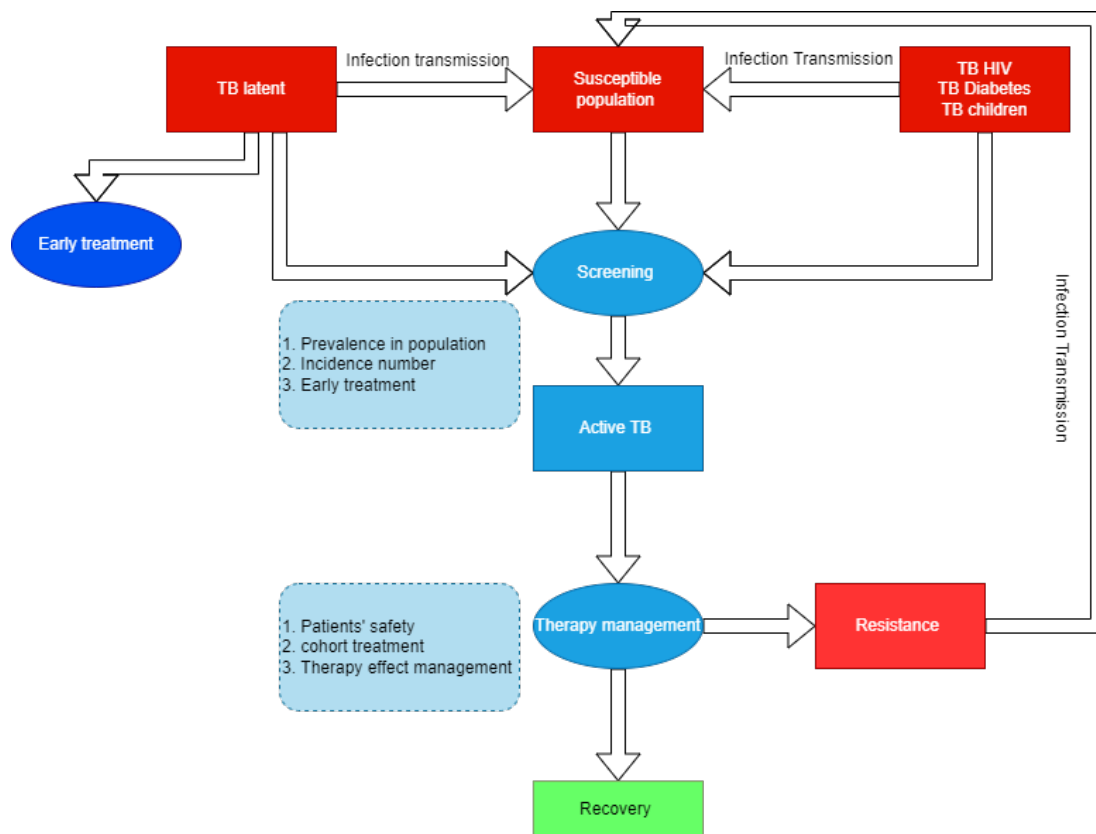 Infection transmission
Infection Transmission
TB latent
Susceptible
population
TB HIV
TB Diabetes
TB children
Early treatment
Screening
Infection Transmission
1. Prevalence in population
2. Incidence number
3. Early treatment
Active TB
1. Patients' safety
2. cohort treatment
3. Therapy effect management
Therapy management
Resistance
Recovery